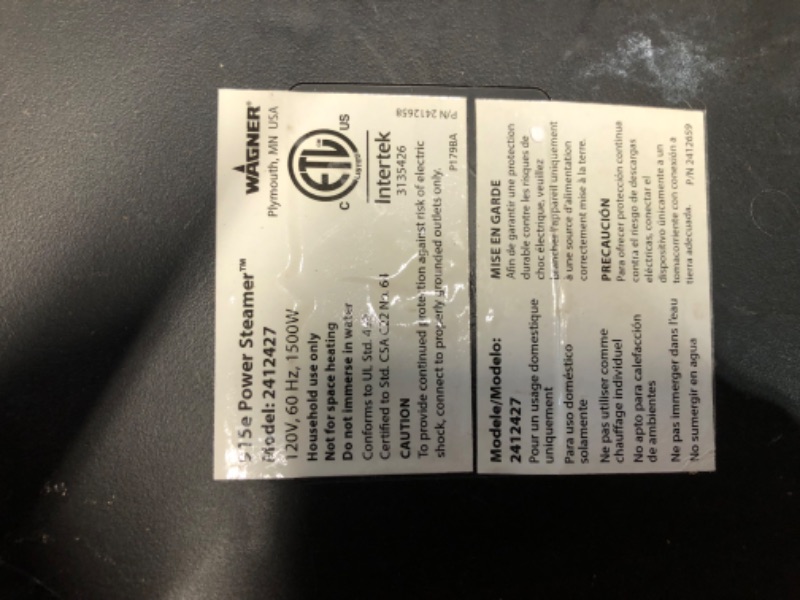 915e Power Steamer™
Model: 2412427
120V, 60 Hz, 1500W
Household use only
Not for space heating
Do not immerse in water
Conforms to UL Std. 499
Certified to Std. CSA C22 No. 64
CAUTION
To provide continued protection against risk of electric
shock, connect to properly grounded outlets only.
WAGNER®
Plymouth, MN USA
ETL
LISTED
C US
Intertek
3135426
P179BA
P/N 2412658
Modele/Modelo:
2412427
Pour un usage domestique
uniquement
Para uso doméstico
solamente
Ne pas utiliser comme
chauffage individuel
No apto para calefacción
de ambientes
Ne pas immerger dans l'eau
No sumergir en agua
MISE EN GARDE
Afin de garantir une protection
durable contre les risques de
choc électrique, veuillez
brancher l'appareil uniquement
à une source d'alimentation
correctement mise à la terre.
PRECAUCIÓN
Para ofrecer protección continua
contra el riesgo de descargas
eléctricas, conectar el
dispositivo únicamente a un
tomacorriente con conexión a
tierra adecuada. P/N 2412659